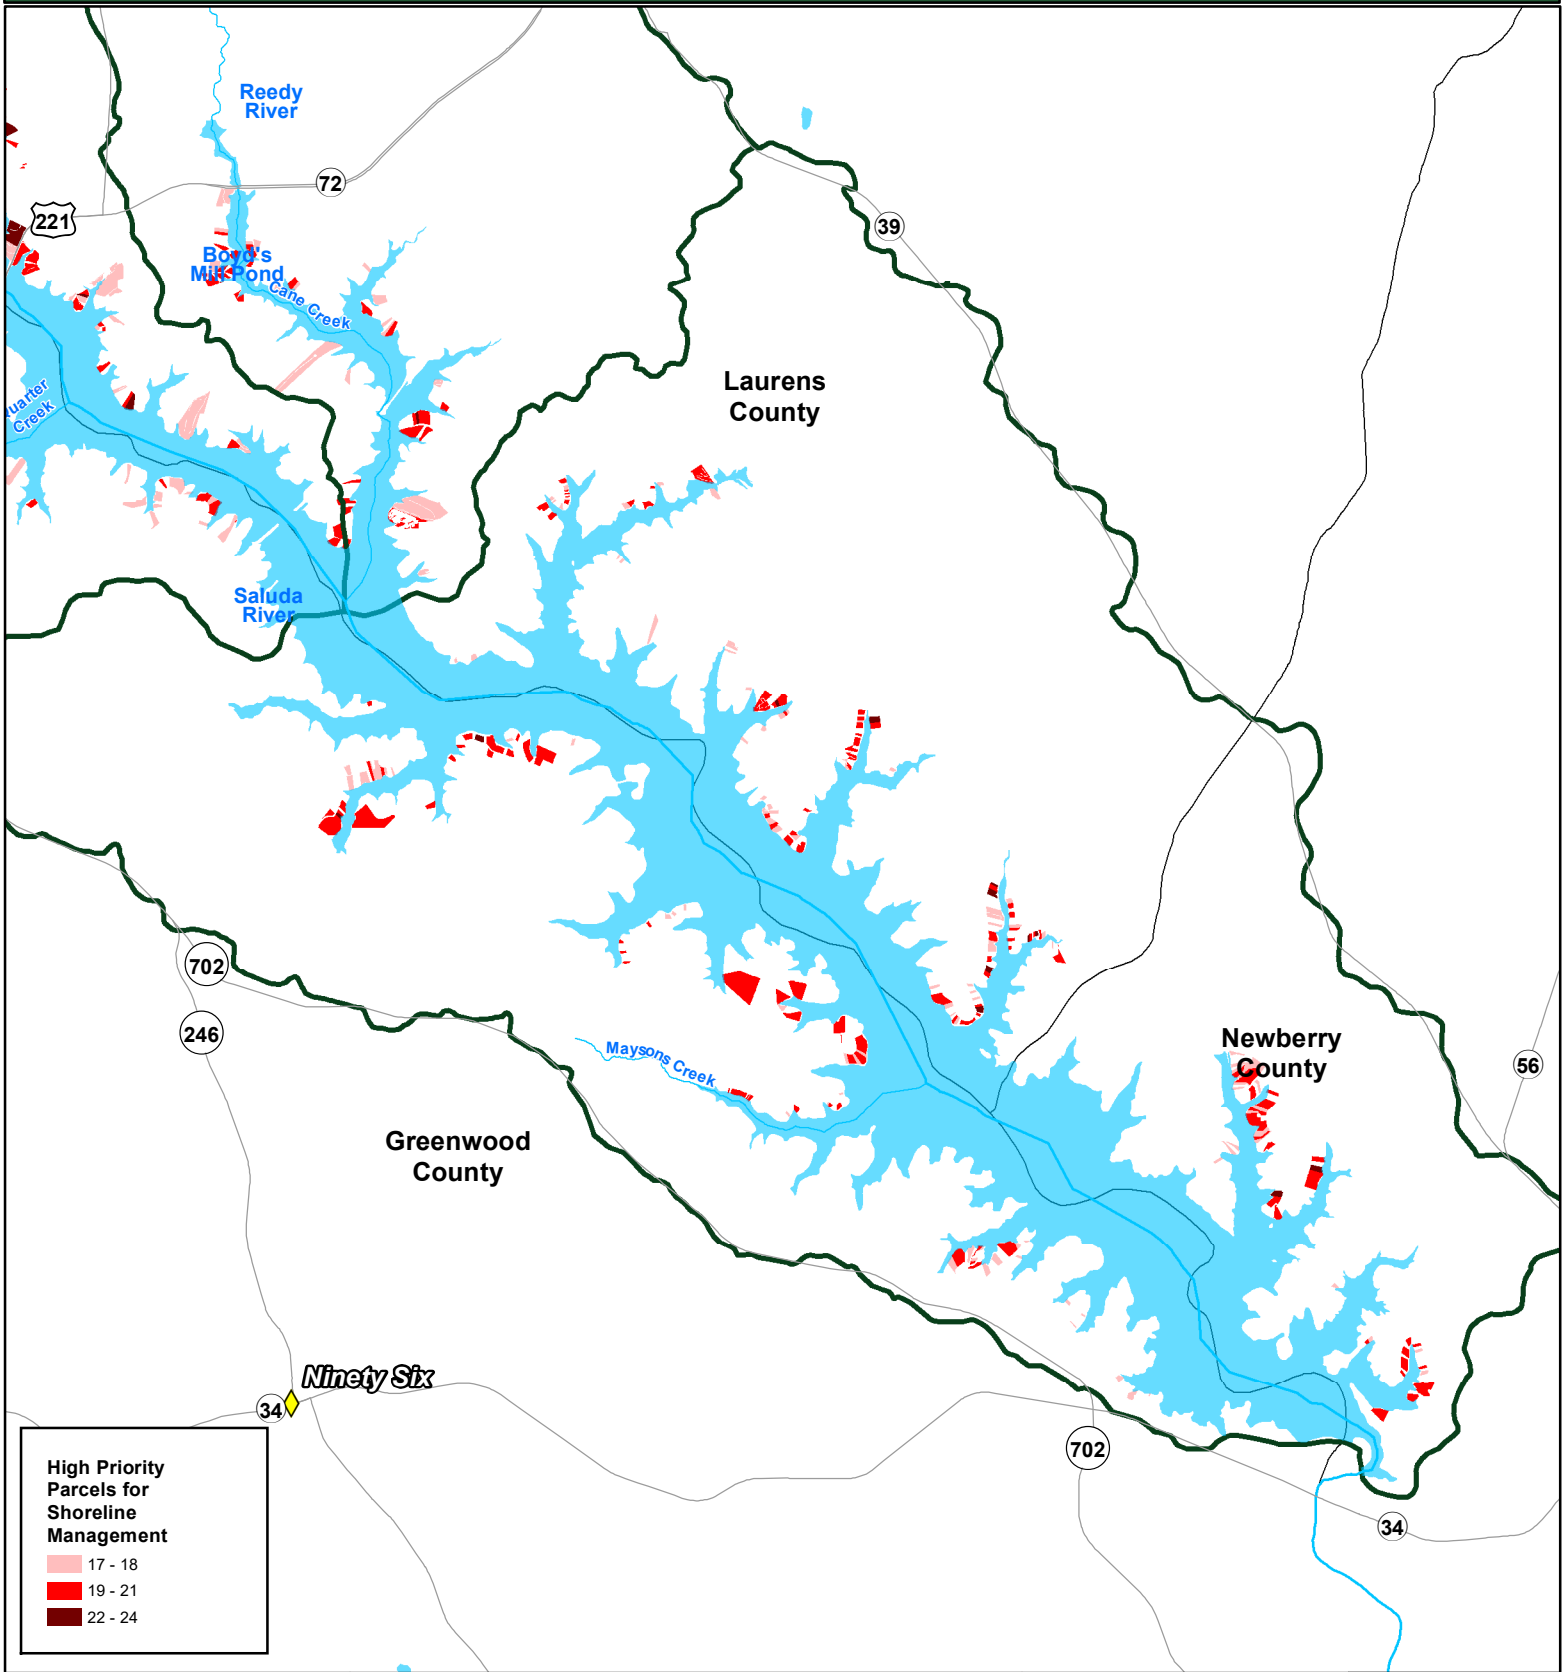 Reedy
River
72
221
39
Boyd's
Mill Pond
Cane Creek
Laurens
County
Quarter
Creek
Saluda
River
702
246
Newberry
County
Maysons Creek
56
Greenwood
County
Ninety Six
34
702
34
High Priority
Parcels for
Shoreline
Management
17 - 18
19 - 21
22 - 24